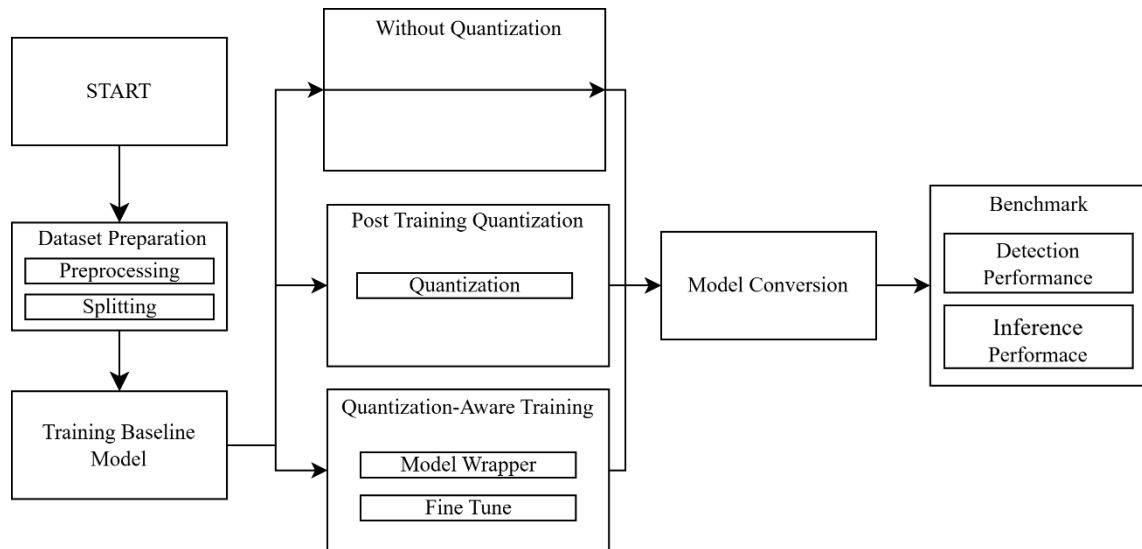 START
Dataset Preparation
Preprocessing
Splitting
Training Baseline
Model
Without Quantization
Post Training Quantization
Quantization
Quantization-Aware Training
Model Wrapper
Fine Tune
Model Conversion
Benchmark
Detection
Performance
Inference
Performace